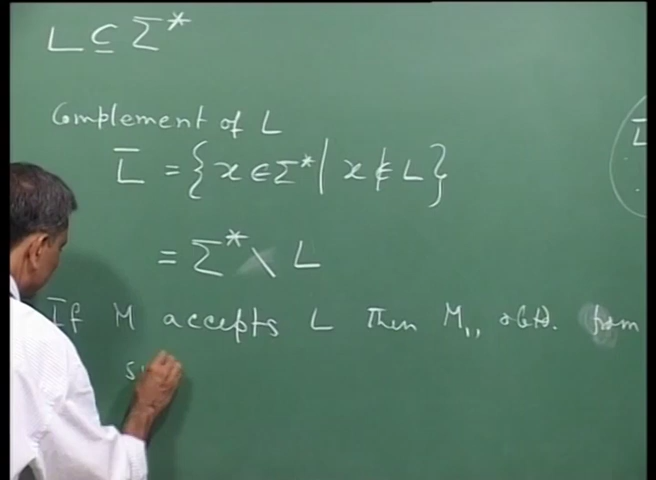 L ⊆ Σ*
Complement of L
L̅ = {x ∈ Σ* | x ∉ L}
L̅
= Σ* \ L
If M accepts L then M₁, obtd. from